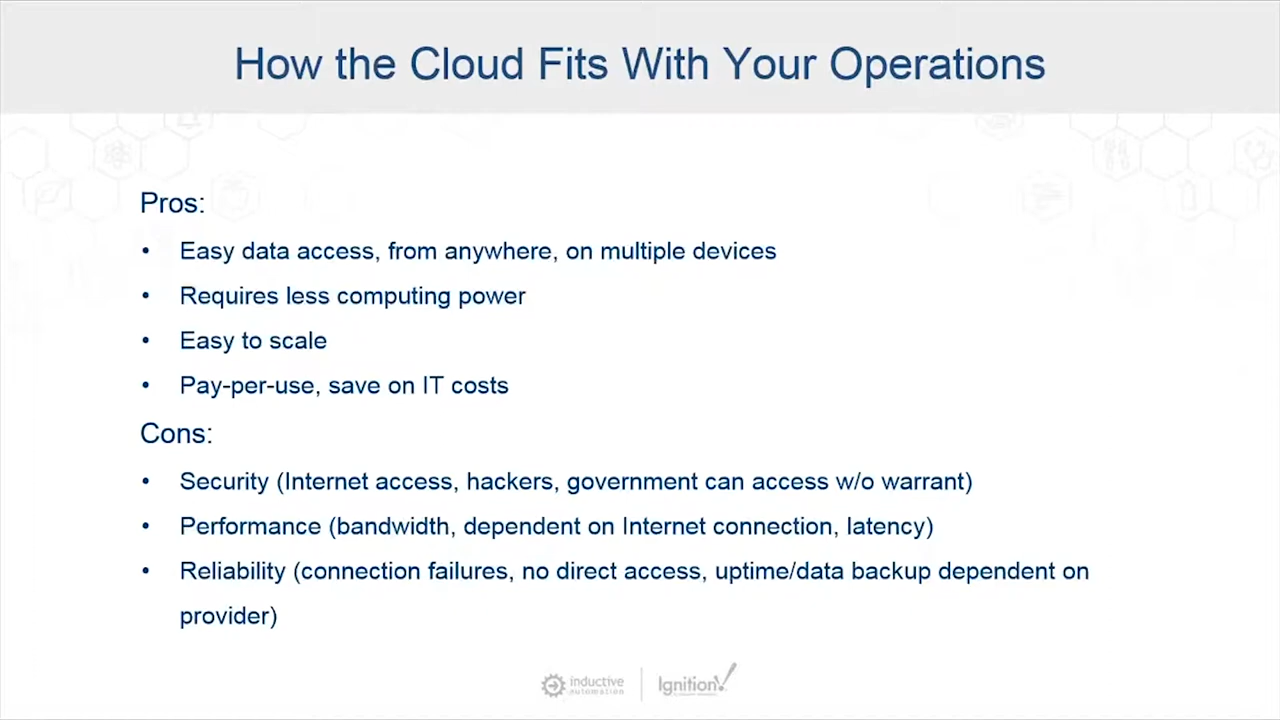 How the Cloud Fits With Your Operations
Pros:
• Easy data access, from anywhere, on multiple devices
• Requires less computing power
• Easy to scale
• Pay-per-use, save on IT costs
Cons:
• Security (Internet access, hackers, government can access w/o warrant)
• Performance (bandwidth, dependent on Internet connection, latency)
• Reliability (connection failures, no direct access, uptime/data backup dependent on
provider)
inductive
automation
Ignition!